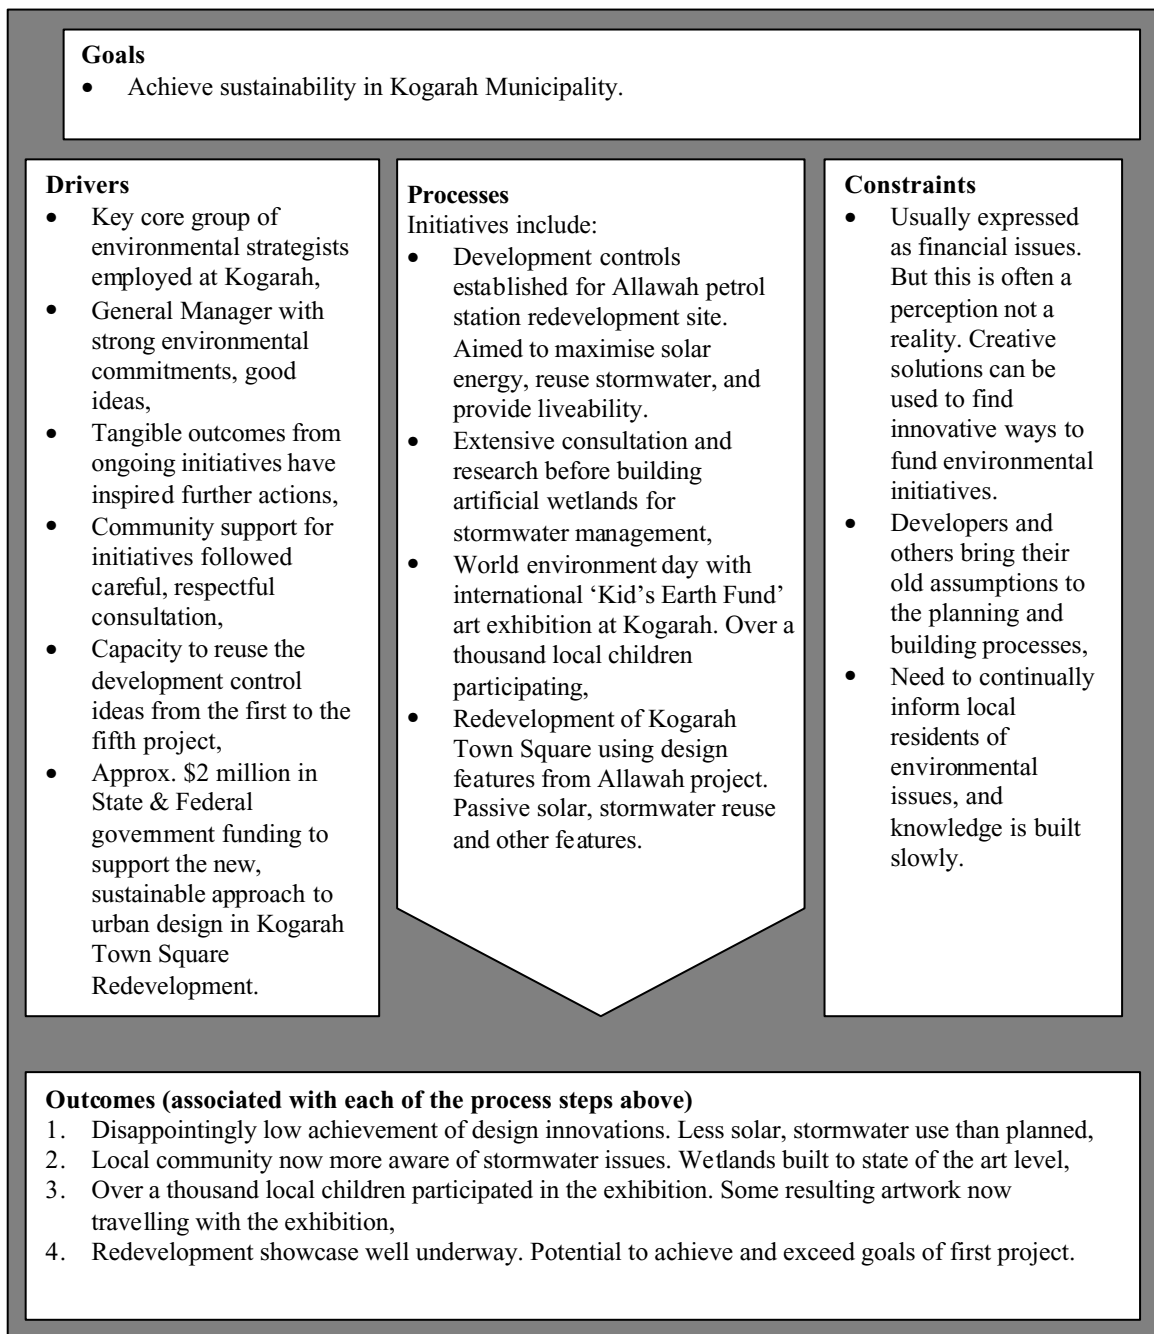 Goals
• Achieve sustainability in Kogarah Municipality.
Drivers
• Key core group of
environmental strategists
employed at Kogarah,
• General Manager with
strong environmental
commitments, good
ideas,
• Tangible outcomes from
ongoing initiatives have
inspired further actions,
• Community support for
initiatives followed
careful, respectful
consultation,
• Capacity to reuse the
development control
ideas from the first to the
fifth project,
• Approx. $2 million in
State & Federal
government funding to
support the new,
sustainable approach to
urban design in Kogarah
Town Square
Redevelopment.
Processes
Initiatives include:
• Development controls
established for Allawah petrol
station redevelopment site.
Aimed to maximise solar
energy, reuse stormwater, and
provide liveability.
• Extensive consultation and
research before building
artificial wetlands for
stormwater management,
• World environment day with
international ‘Kid’s Earth Fund’
art exhibition at Kogarah. Over a
thousand local children
participating,
• Redevelopment of Kogarah
Town Square using design
features from Allawah project.
Passive solar, stormwater reuse
and other features.
Constraints
• Usually expressed
as financial issues.
But this is often a
perception not a
reality. Creative
solutions can be
used to find
innovative ways to
fund environmental
initiatives.
• Developers and
others bring their
old assumptions to
the planning and
building processes,
• Need to continually
inform local
residents of
environmental
issues, and
knowledge is built
slowly.
Outcomes (associated with each of the process steps above)
1. Disappointingly low achievement of design innovations. Less solar, stormwater use than planned,
2. Local community now more aware of stormwater issues. Wetlands built to state of the art level,
3. Over a thousand local children participated in the exhibition. Some resulting artwork now
travelling with the exhibition,
4. Redevelopment showcase well underway. Potential to achieve and exceed goals of first project.